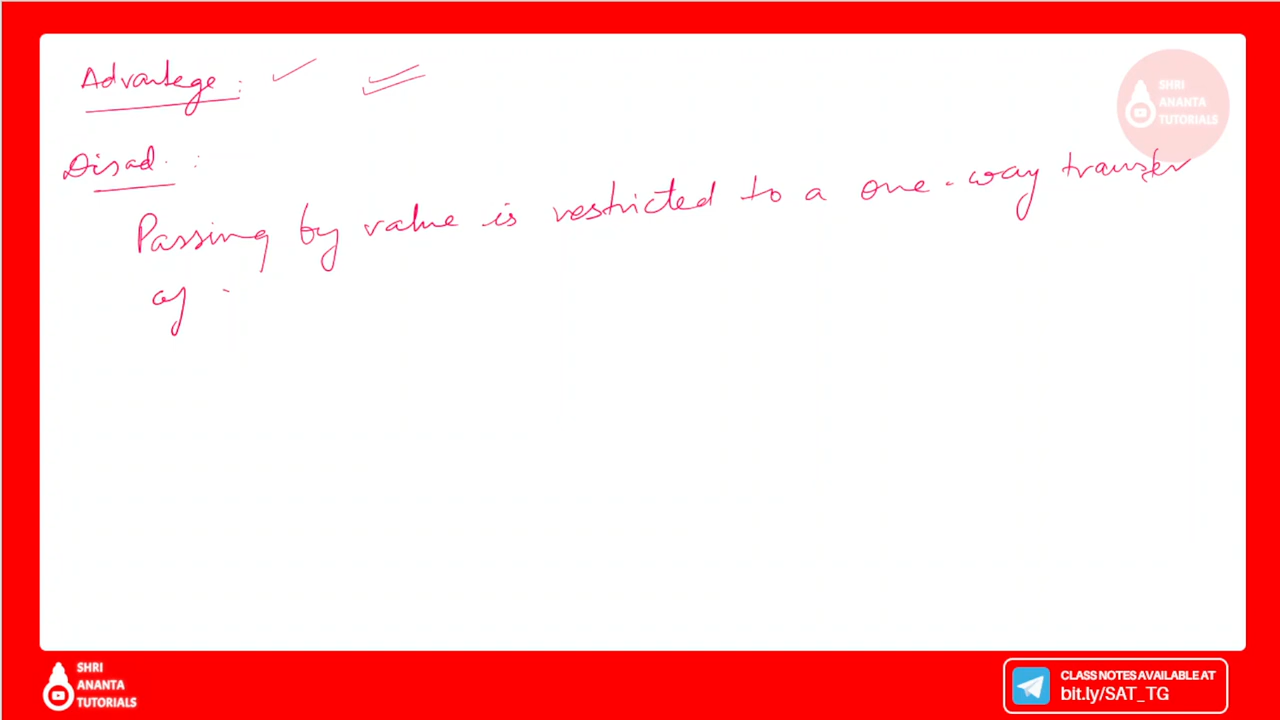 Advantege :
Disad. :
Passing by value is restricted to a one-way transfer
of
SHRI
ANANTA
TUTORIALS
SHRI
ANANTA
TUTORIALS
CLASS NOTES AVAILABLE AT
bit.ly/SAT_TG